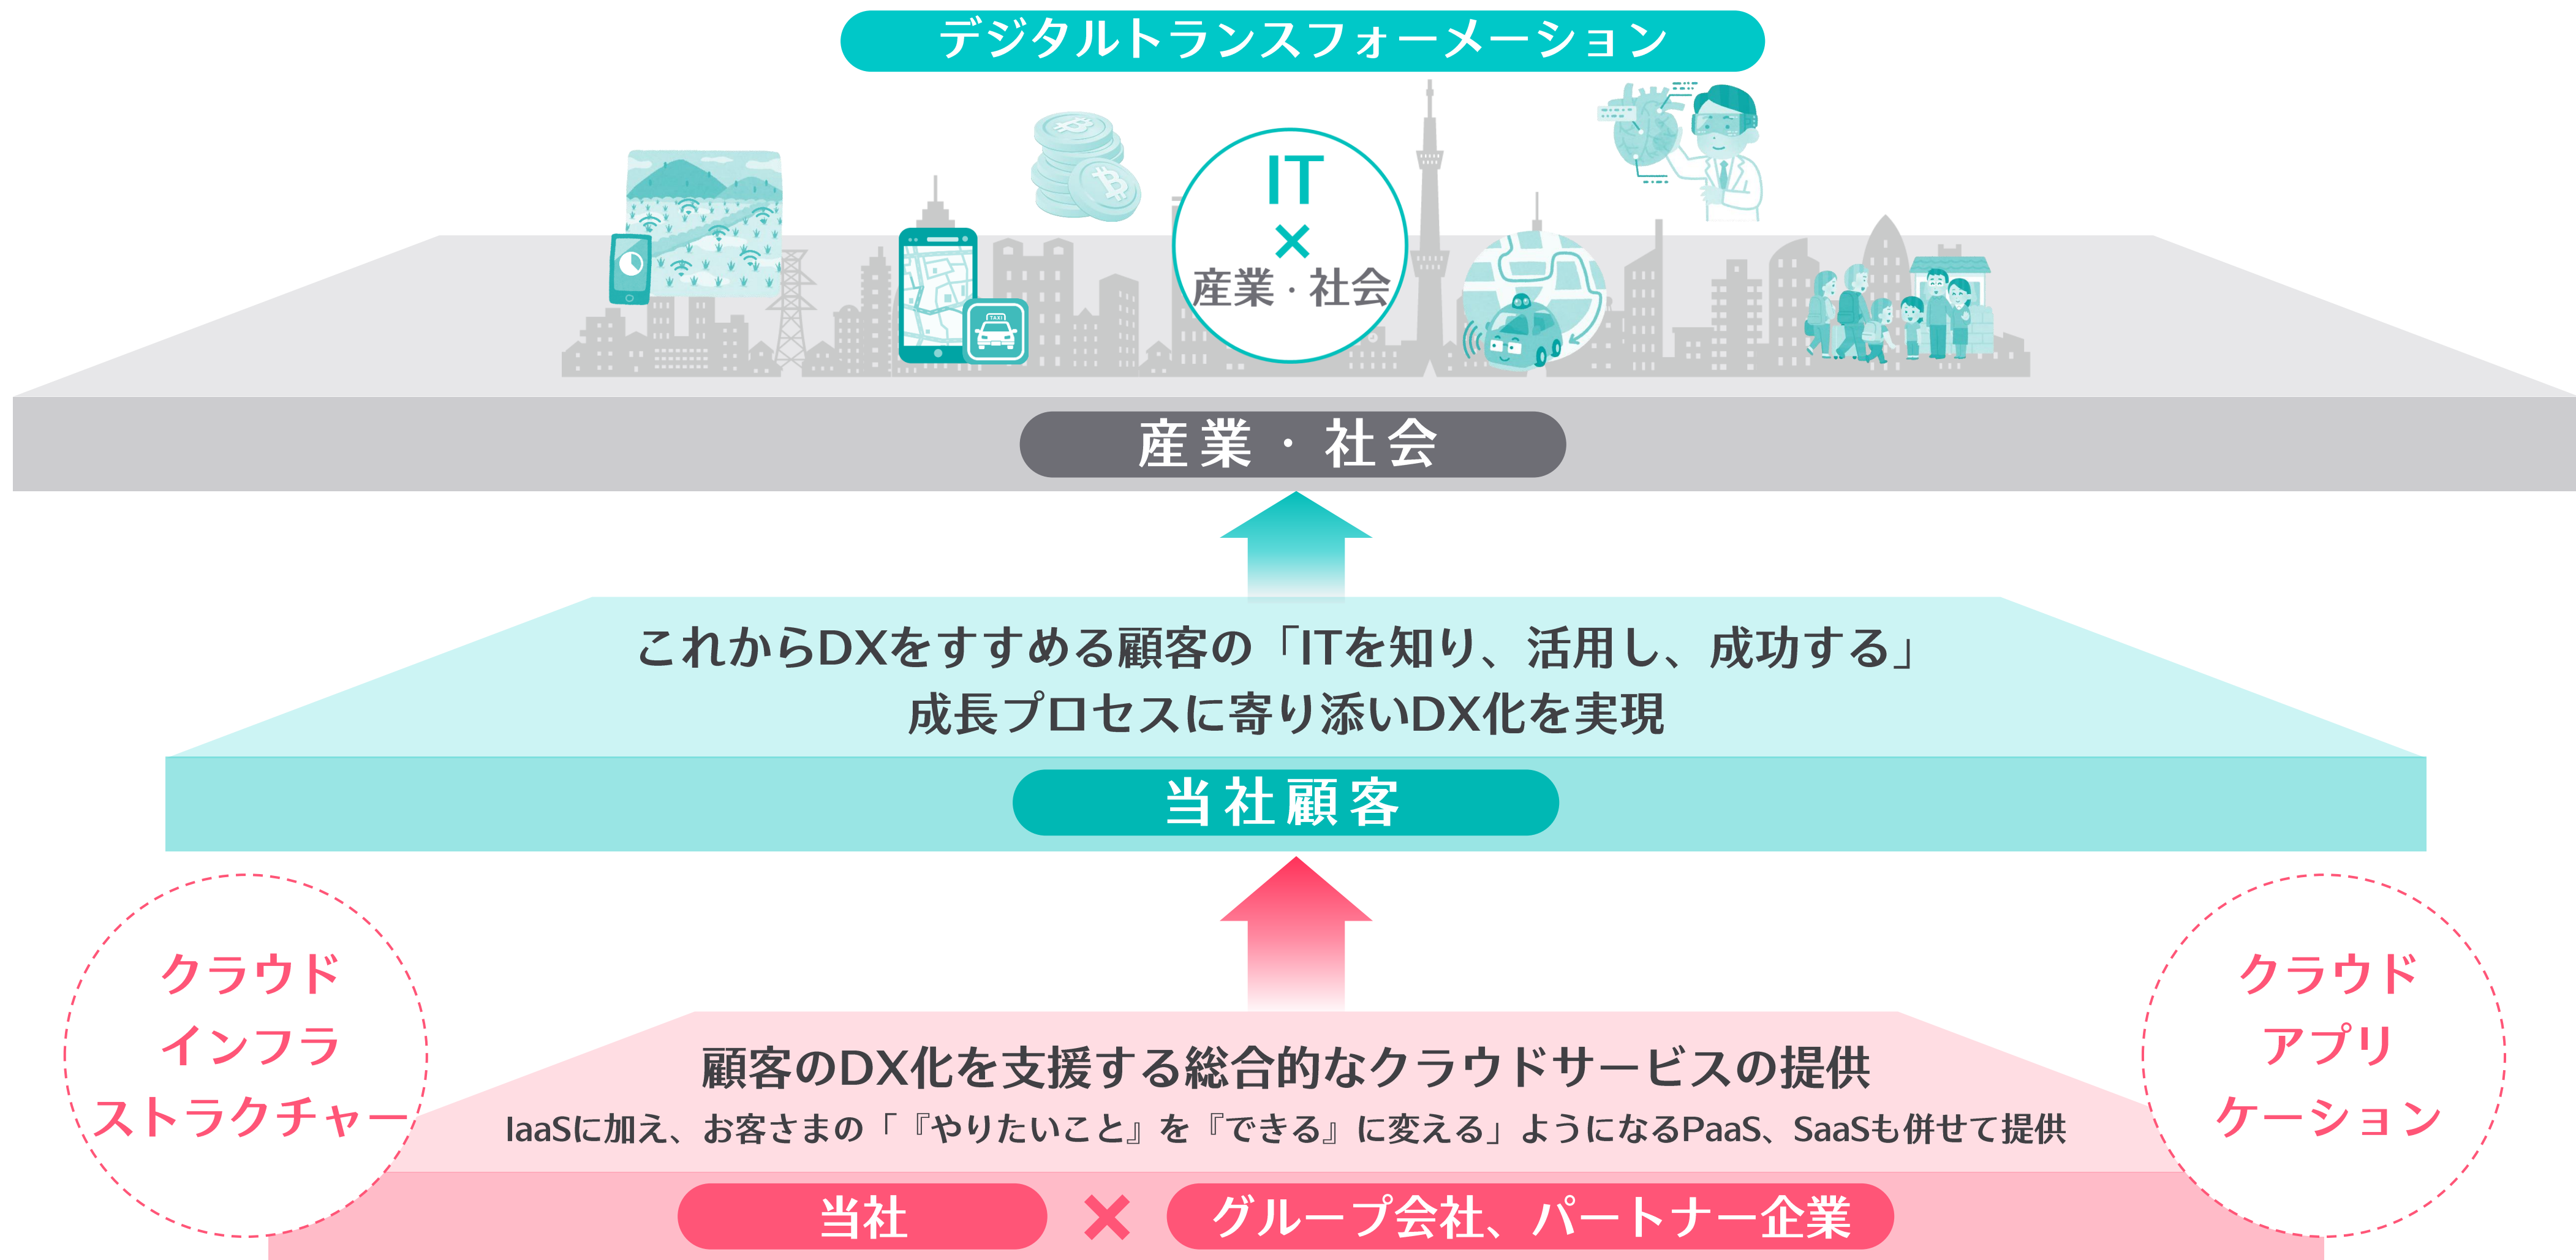 デジタルトランスフォーメーション
IT
×
産業・社会
TAXI
産業・社会
これからDXをすすめる顧客の「ITを知り、活用し、成功する」
成長プロセスに寄り添いDX化を実現
当社顧客
クラウド
インフラ
ストラクチャー
クラウド
アプリ
ケーション
顧客のDX化を支援する総合的なクラウドサービスの提供
IaaSに加え、お客さまの「『やりたいこと』を『できる』に変える」ようになるPaaS、SaaSも併せて提供
当社 × グループ会社、パートナー企業